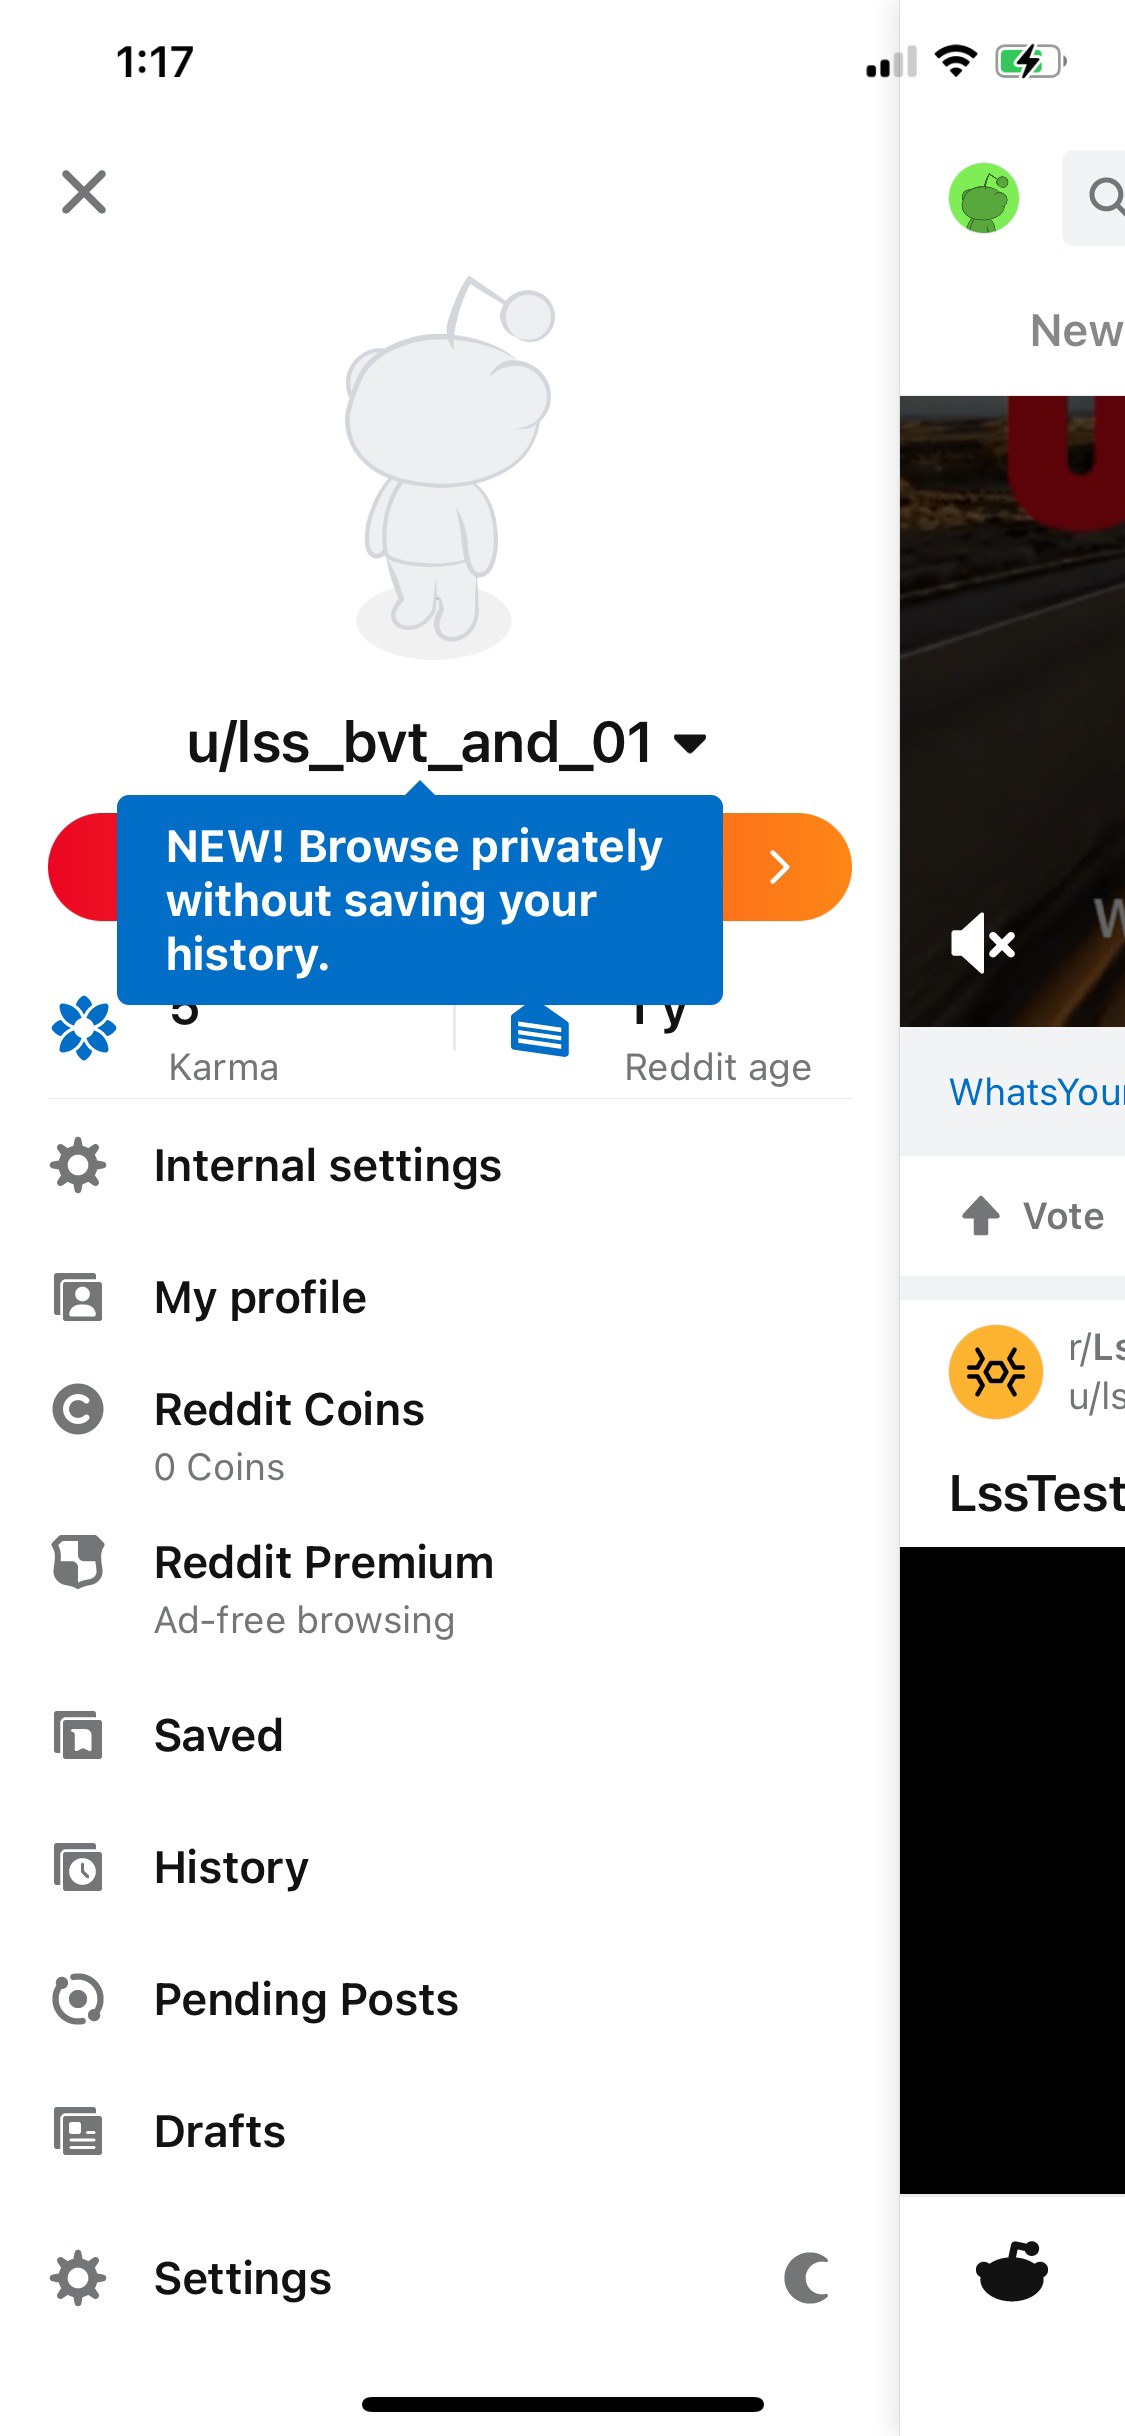 1:17
u/lss_bvt_and_01
NEW! Browse privately
without saving your
history.
5
Karma
1 y
Reddit age
Internal settings
My profile
Reddit Coins
0 Coins
Reddit Premium
Ad-free browsing
Saved
History
Pending Posts
Drafts
Settings
New
W
WhatsYour
Vote
r/Ls
u/ls
LssTest